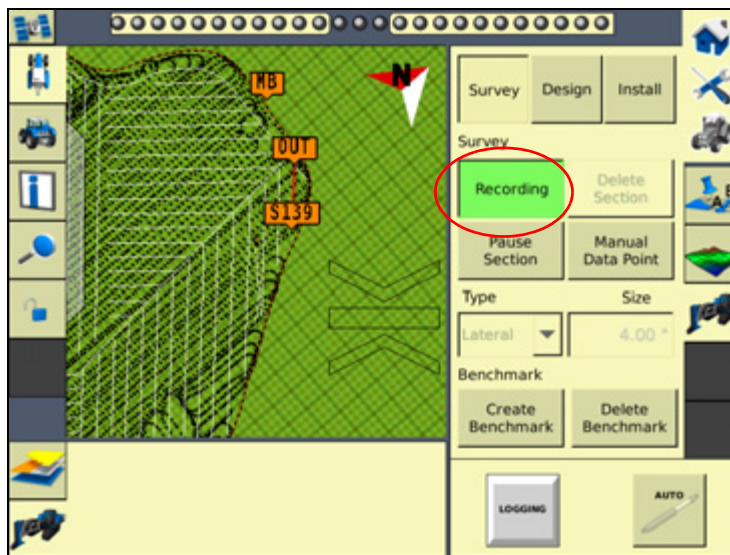 MB
OUT
S139
N
Survey
Design
Install
Survey
Recording
Delete
Section
Pause
Section
Manual
Data Point
Type
Size
Lateral
4.00 "
Benchmark
Create
Benchmark
Delete
Benchmark
LOGGING
AUTO
A
B